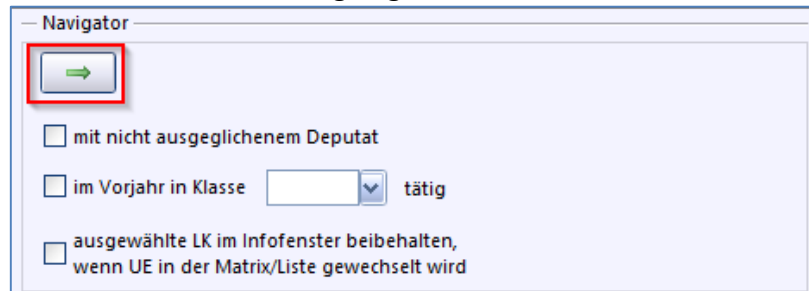 Navigator
mit nicht ausgeglichenem Deputat
im Vorjahr in Klasse tätig
ausgewählte LK im Infofenster beibehalten,
wenn UE in der Matrix/Liste gewechselt wird